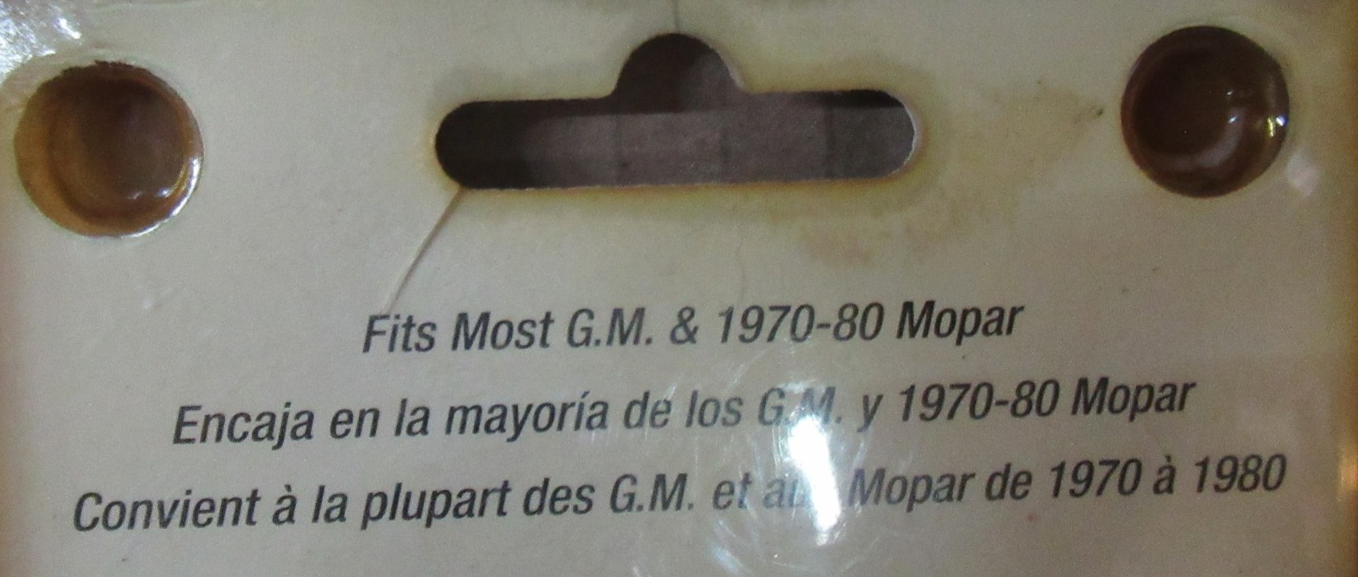 Fits Most G.M. & 1970-80 Mopar
Encaja en la mayoría de los G.M. y 1970-80 Mopar
Convient à la plupart des G.M. et Mopar de 1970 à 1980